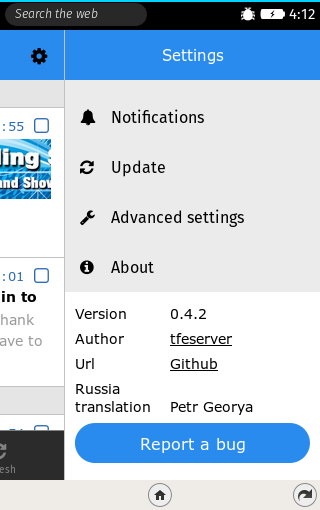 Search the web
4:12
Settings
:55
ding S
and Show
:01
in to
hank
ave to
esh
Notifications
Update
Advanced settings
About
Version 0.4.2
Author tfeserver
Url Github
Russia
translation Petr Georya
Report a bug